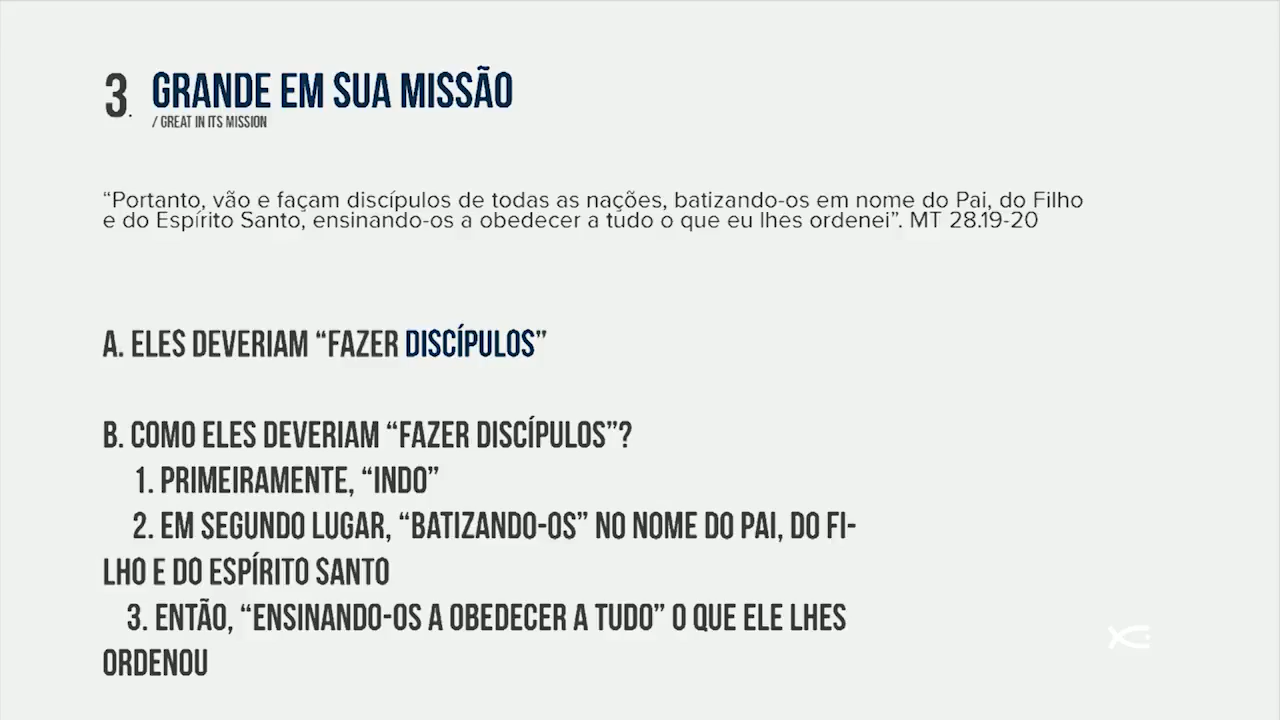 3. GRANDE EM SUA MISSÃO
/ GREAT IN ITS MISSION
“Portanto, vão e façam discípulos de todas as nações, batizando-os em nome do Pai, do Filho
e do Espírito Santo, ensinando-os a obedecer a tudo o que eu lhes ordenei”. MT 28.19-20
A. ELES DEVERIAM “FAZER DISCÍPULOS”
B. COMO ELES DEVERIAM “FAZER DISCÍPULOS”?
1. PRIMEIRAMENTE, “INDO”
2. EM SEGUNDO LUGAR, “BATIZANDO-OS” NO NOME DO PAI, DO FI-
LHO E DO ESPÍRITO SANTO
3. ENTÃO, “ENSINANDO-OS A OBEDECER A TUDO” O QUE ELE LHES
ORDENOU